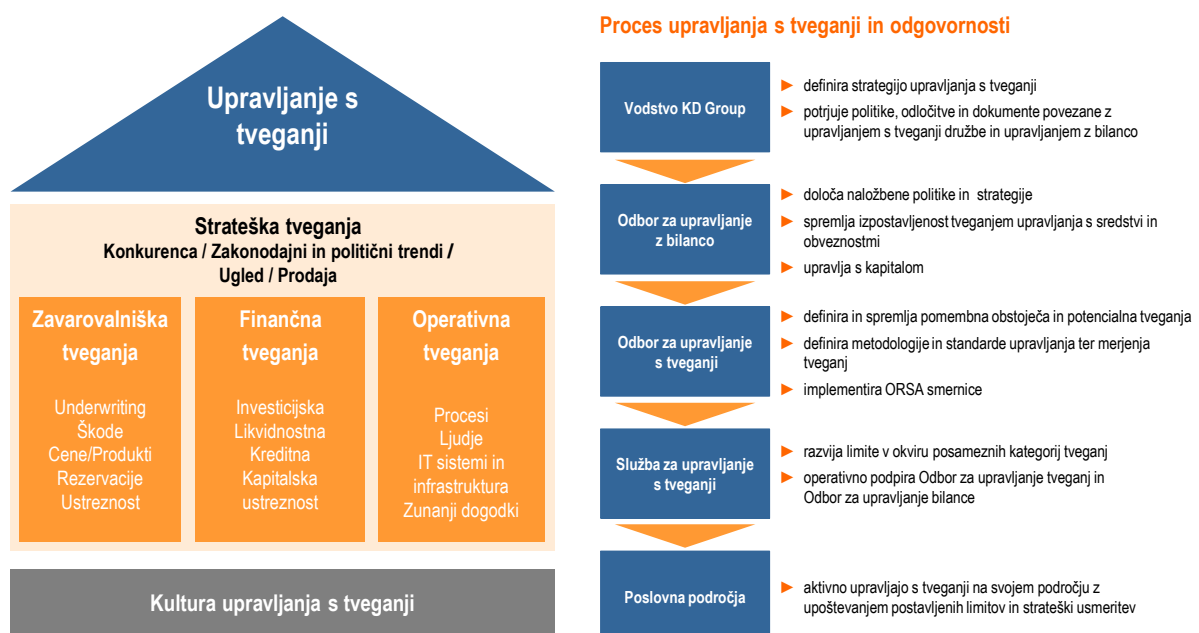 Upravljanje s
tveganji
Strateška tveganja
Konkurenca / Zakonodajni in politični trendi /
Ugled / Prodaja
Zavarovalniška
tveganja
Underwriting
Škode
Cene/Produkti
Rezervacije
Ustreznost
Finančna
tveganja
Investicijska
Likvidnostna
Kreditna
Kapitalska
ustreznost
Operativna
tveganja
Procesi
Ljudje
IT sistemi in
infrastruktura
Zunanji dogodki
Kultura upravljanja s tveganji
Proces upravljanja s tveganji in odgovornosti
Vodstvo KD Group
definira strategijo upravljanja s tveganji
potrjuje politike, odločitve in dokumente povezane z
upravljanjem s tveganji družbe in upravljanjem z bilanco
Odbor za upravljanje
z bilanco
določa naložbene politike in strategije
spremlja izpostavljenost tveganjem upravljanja s sredstvi in
obveznostmi
upravlja s kapitalom
Odbor za upravljanje
s tveganji
definira in spremlja pomembna obstoječa in potencialna tveganja
definira metodologije in standarde upravljanja ter merjenja
tveganj
implementira ORSA smernice
Služba za upravljanje
s tveganji
razvija limite v okviru posameznih kategorij tveganj
operativno podpira Odbor za upravljanje tveganj in
Odbor za upravljanje bilance
Poslovna področja
aktivno upravljajo s tveganji na svojem področju z
upoštevanjem postavljenih limitov in strateški usmeritev